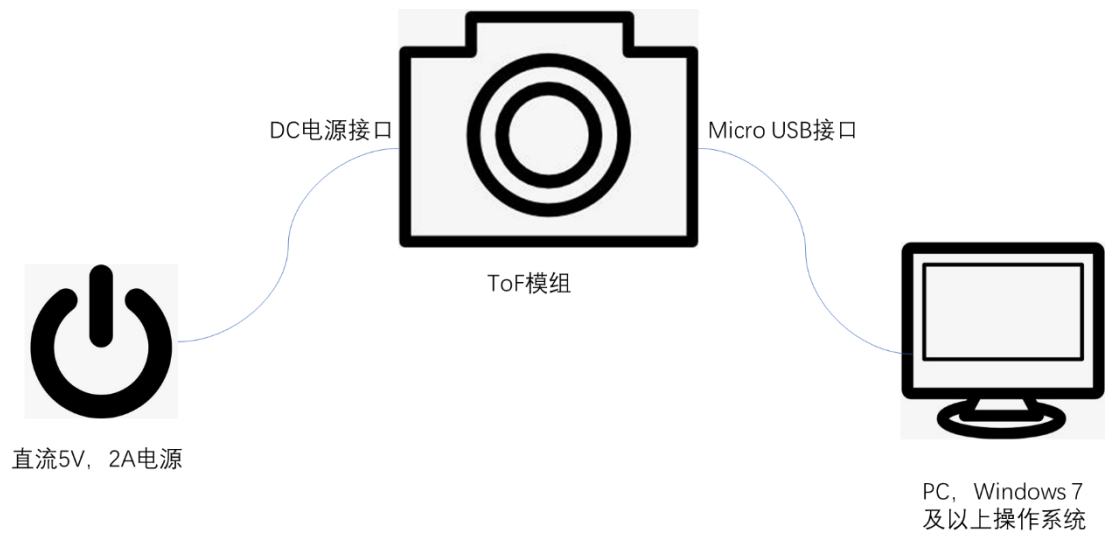 DC电源接口
Micro USB接口
ToF模组
直流5V，2A电源
PC，Windows 7
及以上操作系统